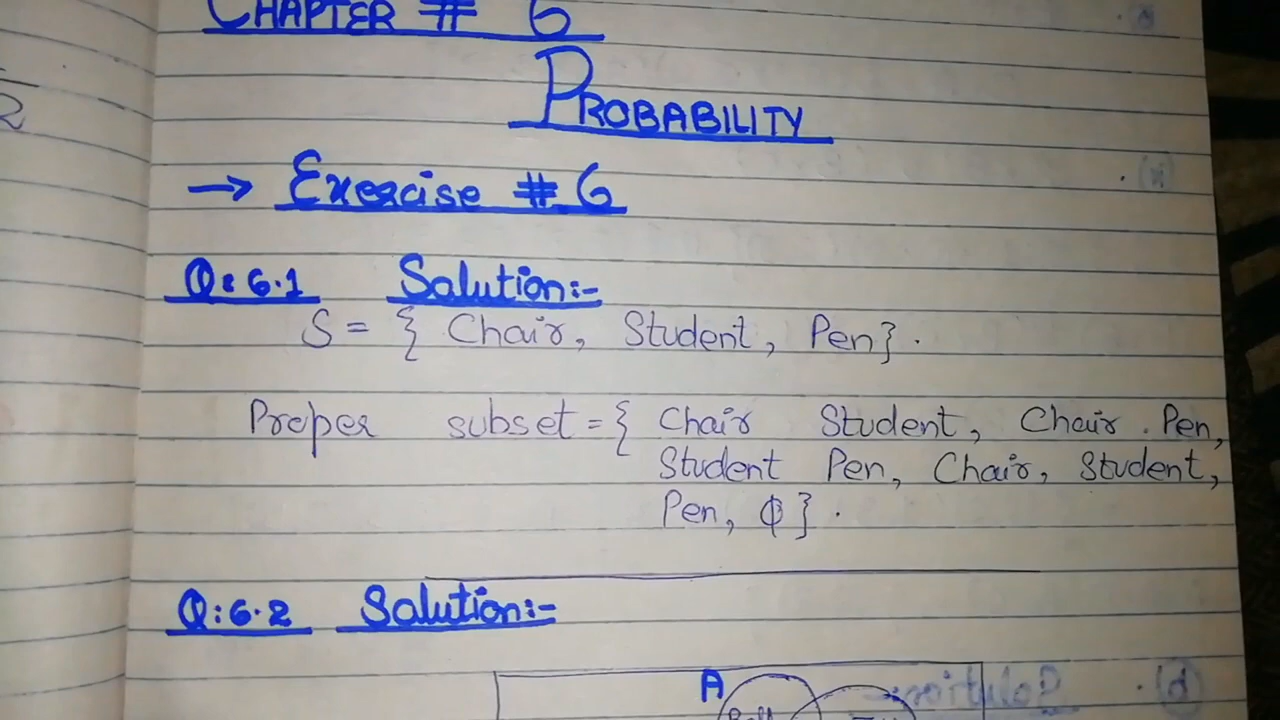 2
CHAPTER # 6
PROBABILITY
→ Exercise # 6
Q: 6.1 Solution:-
S = { Chair, Student, Pen}.
Proper subset = { Chair Student, Chair . Pen,
Student Pen, Chair, Student,
Pen, ф}.
Q: 6.2 Solution:-
A